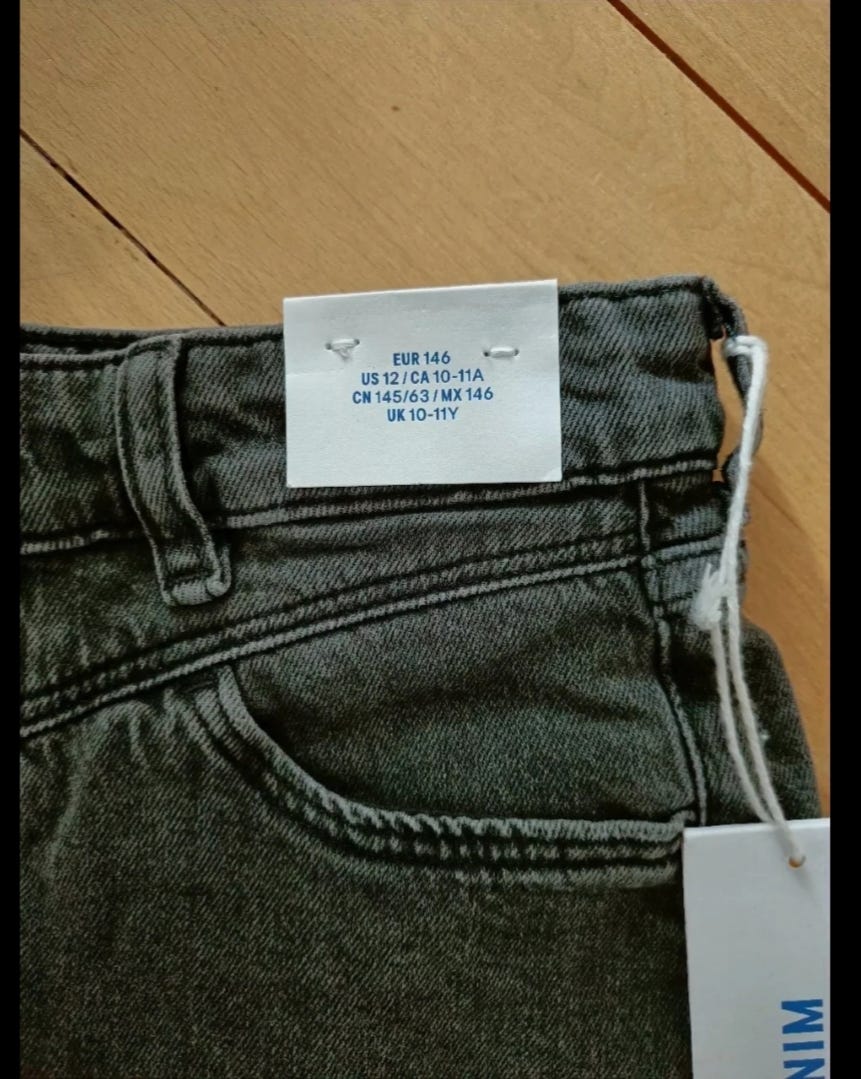 EUR 146
US 12 / CA 10-11A
CN 145/63 / MX 146
UK 10-11Y
NIM